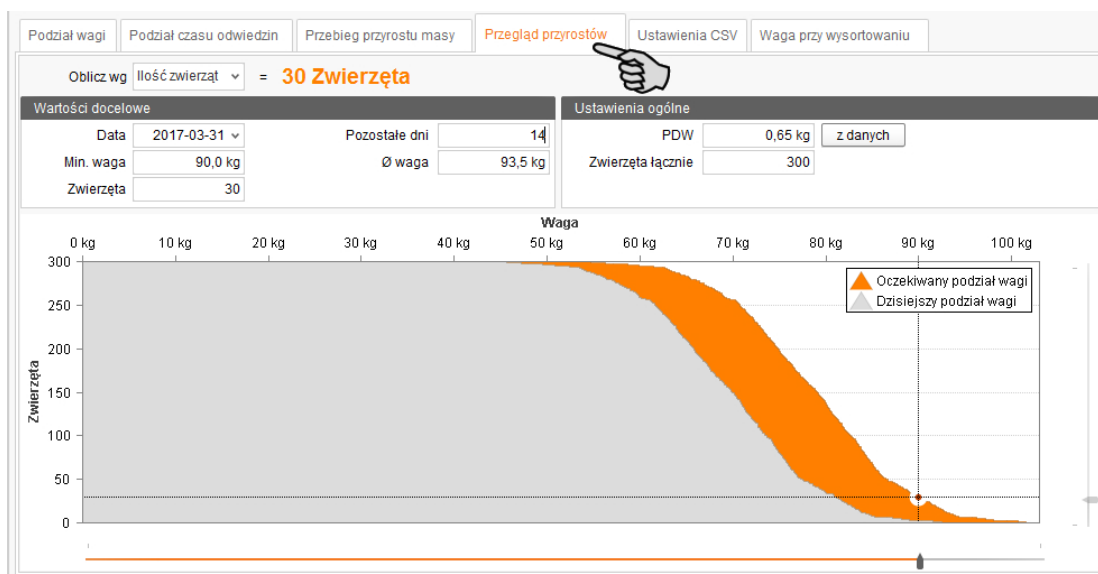 Podział wagi Podział czasu odwiedzin Przebieg przyrostu masy Przegląd przyrostów Ustawienia CSV Waga przy wysortowaniu
Oblicz wg Ilość zwierząt = 30 Zwierzęta
Wartości docelowe Ustawienia ogólne
Data 2017-03-31 Pozostałe dni 14 PDW 0,65 kg z danych
Min. waga 90,0 kg Ø waga 93,5 kg Zwierzęta łącznie 300
Zwierzęta 30
Waga
0 kg 10 kg 20 kg 30 kg 40 kg 50 kg 60 kg 70 kg 80 kg 90 kg 100 kg
300
Oczekiwany podział wagi
Dzisiejszy podział wagi
250
200
Zwierzęta
150
100
50
0